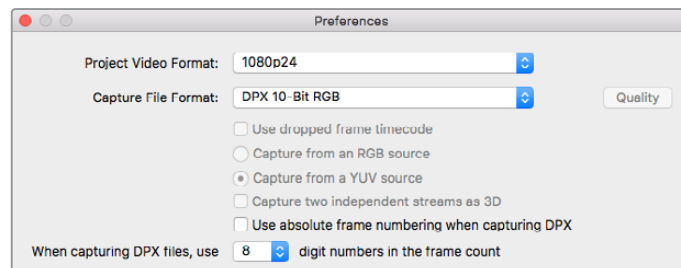 Preferences
Project Video Format: 1080p24
Capture File Format: DPX 10-Bit RGB Quality
Use dropped frame timecode
Capture from an RGB source
Capture from a YUV source
Capture two independent streams as 3D
Use absolute frame numbering when capturing DPX
When capturing DPX files, use 8 digit numbers in the frame count